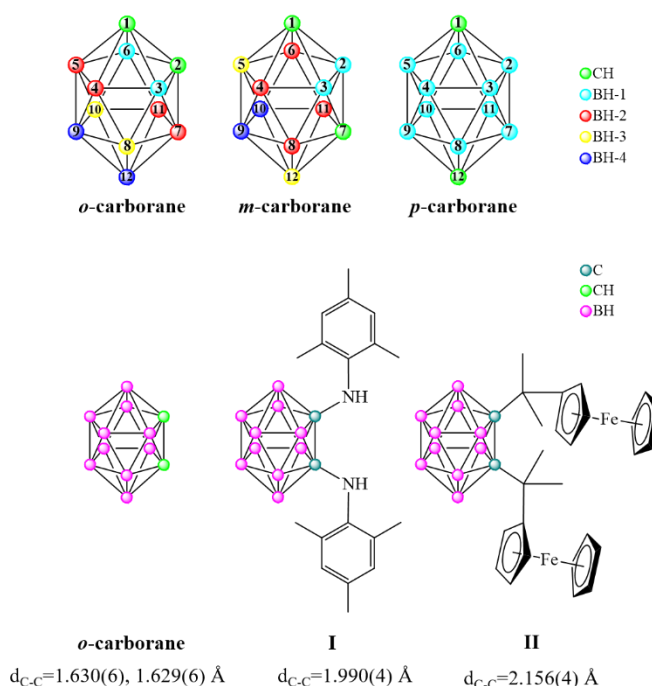 1 1 1
6 6 6
5 2 5 2 5 2
4 3 4 3 4 3
10 11 10 11 10 11
9 7 9 7 9 7
8 8 8
12 12 12
CH
BH-1
BH-2
BH-3
BH-4
o-carborane m-carborane p-carborane
C
CH
BH
NH
NH
Fe
Fe
o-carborane I II
dC-C=1.630(6), 1.629(6) Å dC-C=1.990(4) Å dC-C=2.156(4) Å